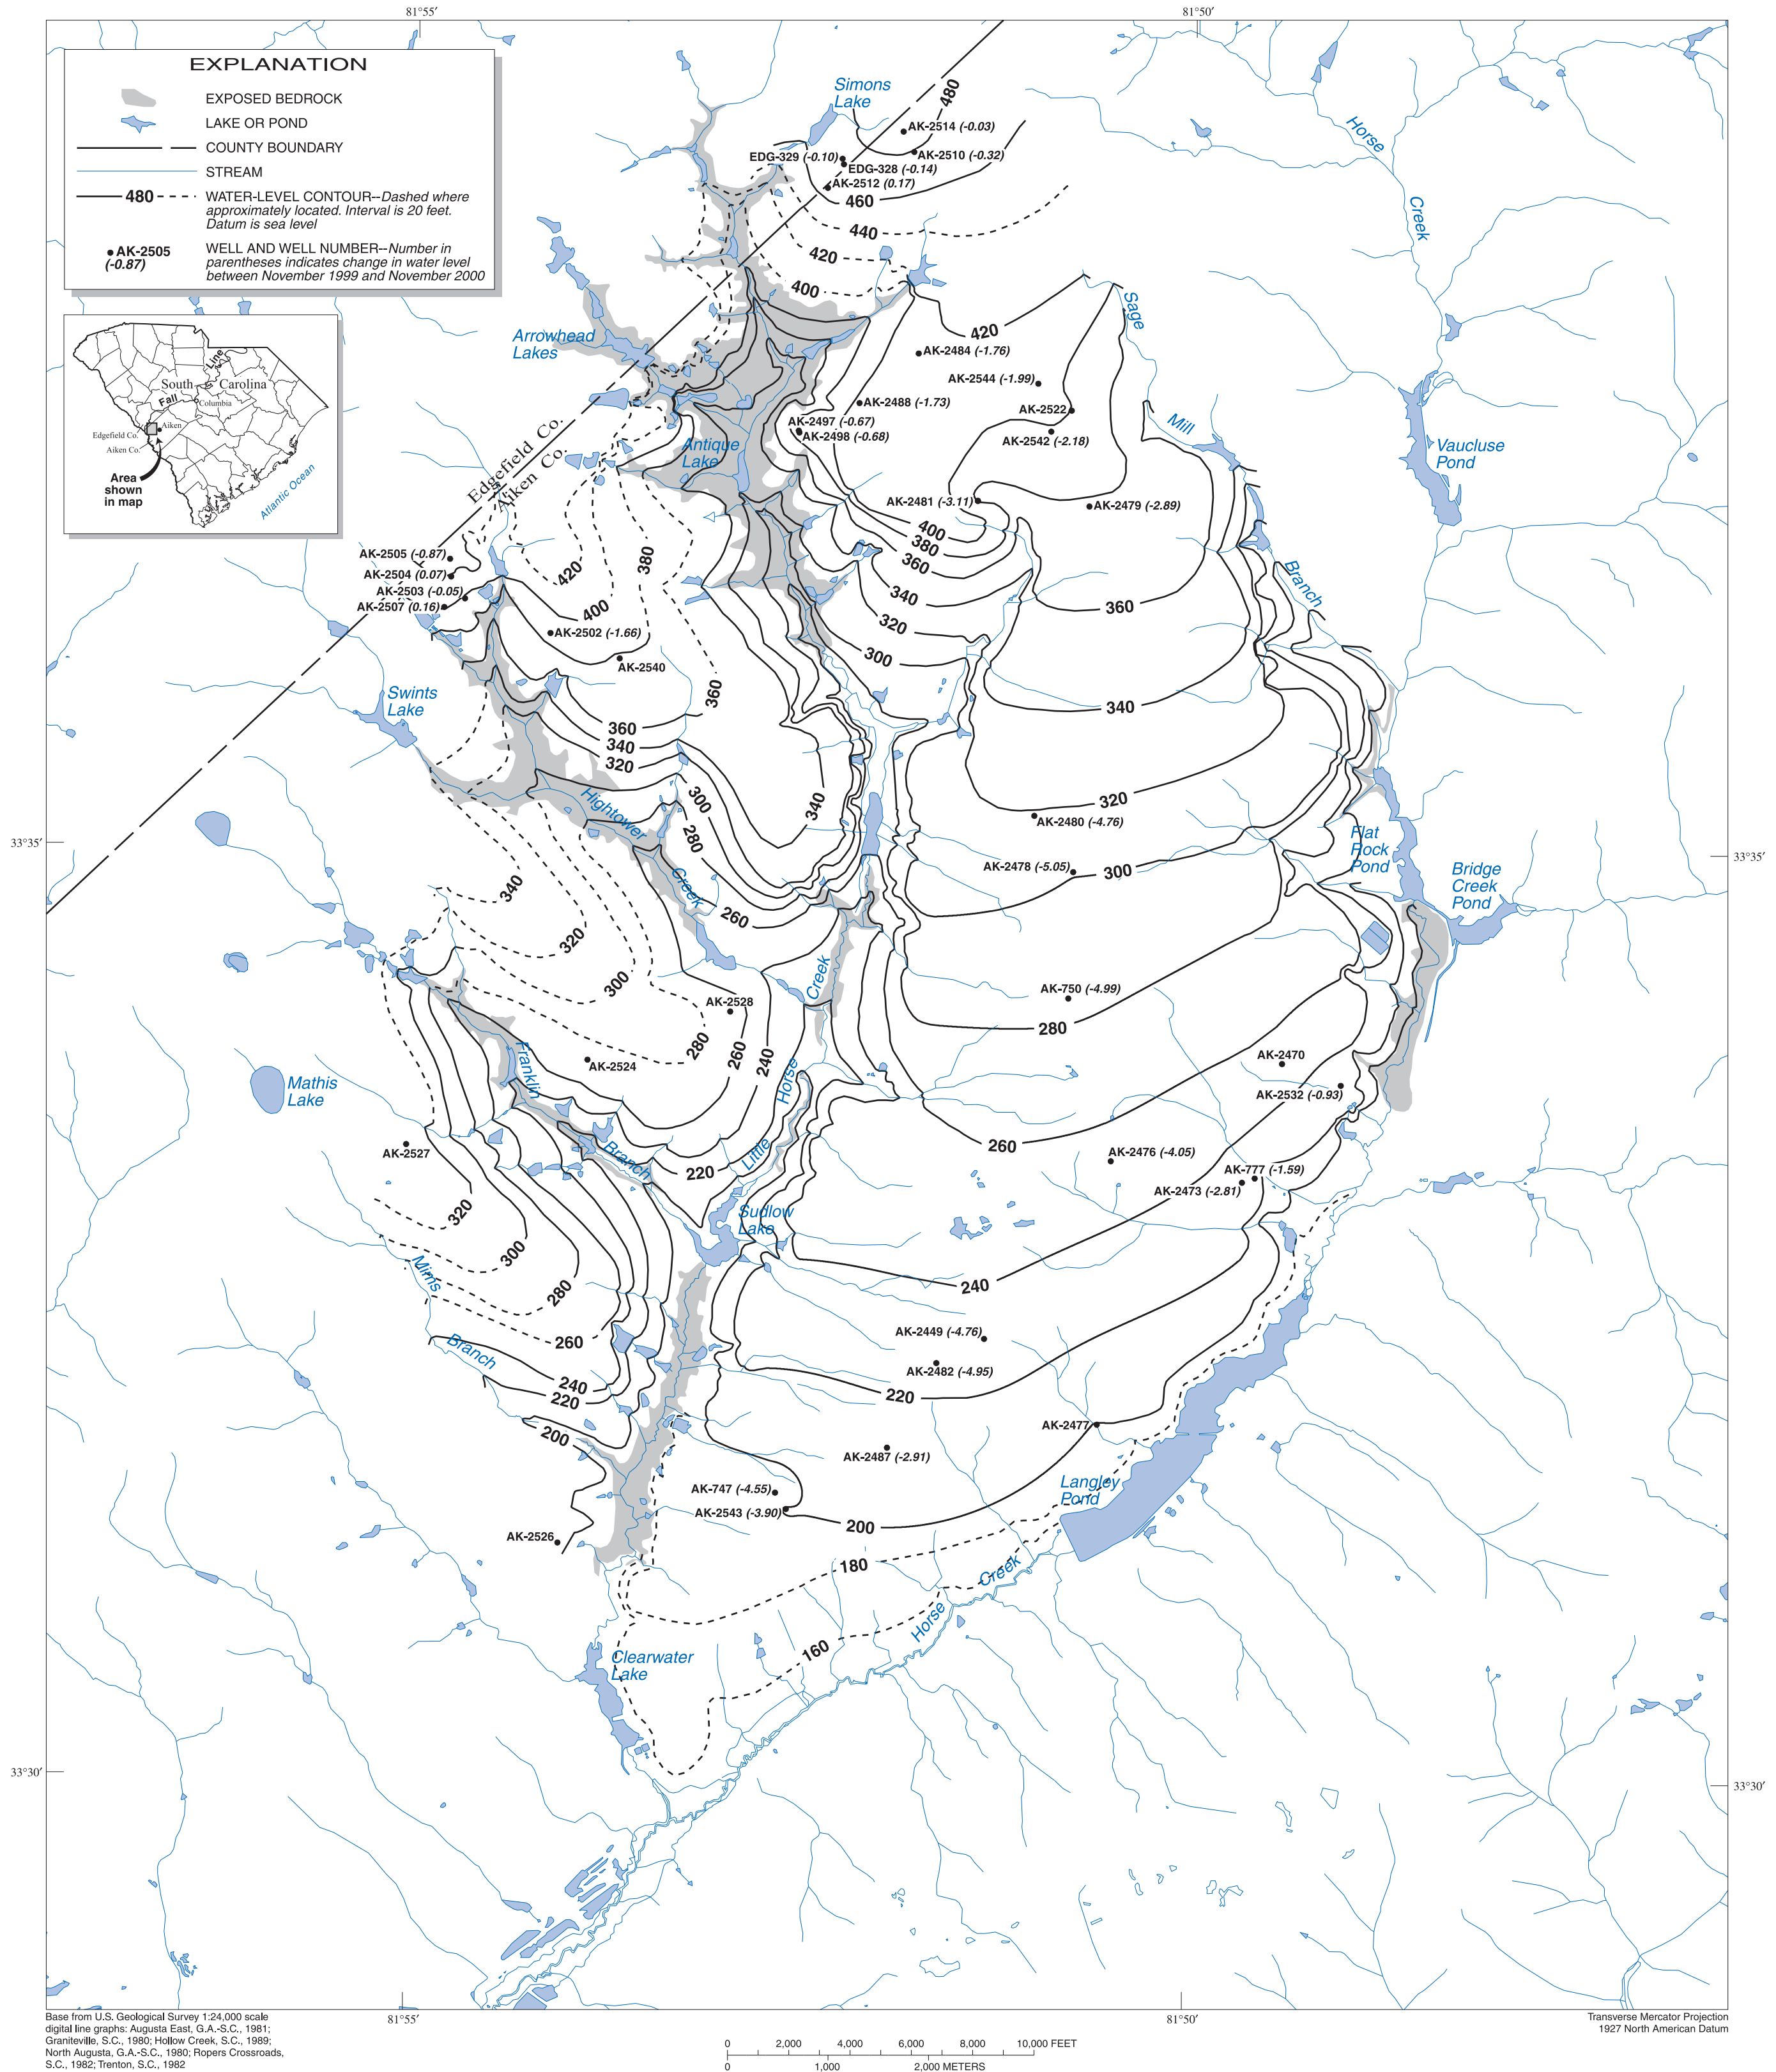 81°55′
81°50′
EXPLANATION
EXPOSED BEDROCK
LAKE OR POND
COUNTY BOUNDARY
STREAM
480
WATER-LEVEL CONTOUR--Dashed where
approximately located. Interval is 20 feet.
Datum is sea level
AK-2505
(-0.87)
WELL AND WELL NUMBER--Number in
parentheses indicates change in water level
between November 1999 and November 2000
South Carolina
Fall Line
Columbia
Aiken
Edgefield Co.
Aiken Co.
Area
shown
in map
Atlantic Ocean
Simons
Lake
480
AK-2514 (-0.03)
AK-2510 (-0.32)
EDG-329 (-0.10)
EDG-328 (-0.14)
AK-2512 (0.17)
460
440
420
400
Horse
Creek
Arrowhead
Lakes
Sage
420
AK-2484 (-1.76)
AK-2544 (-1.99)
AK-2488 (-1.73)
AK-2522
AK-2497 (-0.67)
AK-2498 (-0.68)
AK-2542 (-2.18)
Mill
Antique
Lake
Vaucluse
Pond
Edgefield Co.
Aiken Co.
AK-2481 (-3.11)
AK-2479 (-2.89)
400
380
360
340
320
300
AK-2505 (-0.87)
AK-2504 (0.07)
AK-2503 (-0.05)
AK-2507 (0.16)
420
380
400
AK-2502 (-1.66)
AK-2540
Branch
360
340
Swints
Lake
360
360
340
320
300
280
340
320
AK-2480 (-4.76)
Hightower
Creek
33°35′
33°35′
Flat
Rock
Pond
Bridge
Creek
Pond
AK-2478 (-5.05)
300
340
320
300
260
Creek
AK-2528
AK-750 (-4.99)
280
280
260
240
AK-2524
Franklin
Horse
AK-2470
AK-2532 (-0.93)
Mathis
Lake
AK-2527
260
AK-2476 (-4.05)
AK-777 (-1.59)
AK-2473 (-2.81)
Branch
220
Little
320
300
280
260
Sudlow
Lake
Mims
Branch
240
AK-2449 (-4.76)
AK-2482 (-4.95)
240
220
220
200
AK-2477
AK-2487 (-2.91)
AK-747 (-4.55)
AK-2543 (-3.90)
Langley
Pond
200
AK-2526
180
Creek
Horse
160
Clearwater
Lake
33°30′
33°30′
81°55′
81°50′
Base from U.S. Geological Survey 1:24,000 scale
digital line graphs: Augusta East, G.A.-S.C., 1981;
Graniteville, S.C., 1980; Hollow Creek, S.C., 1989;
North Augusta, G.A.-S.C., 1980; Ropers Crossroads,
S.C., 1982; Trenton, S.C., 1982
0 2,000 4,000 6,000 8,000 10,000 FEET
0 1,000 2,000 METERS
Transverse Mercator Projection
1927 North American Datum